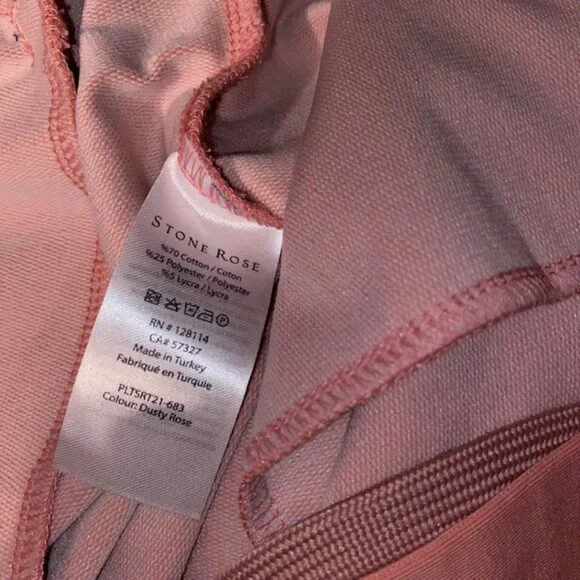 STONE ROSE
%70 Cotton / Coton
%25 Polyester / Polyester
%5 Lycra / Lycra
RN # 128114
CA# 57327
Made in Turkey
Fabriqué en Turquie
PLTSRT21-683
Colour: Dusty Rose